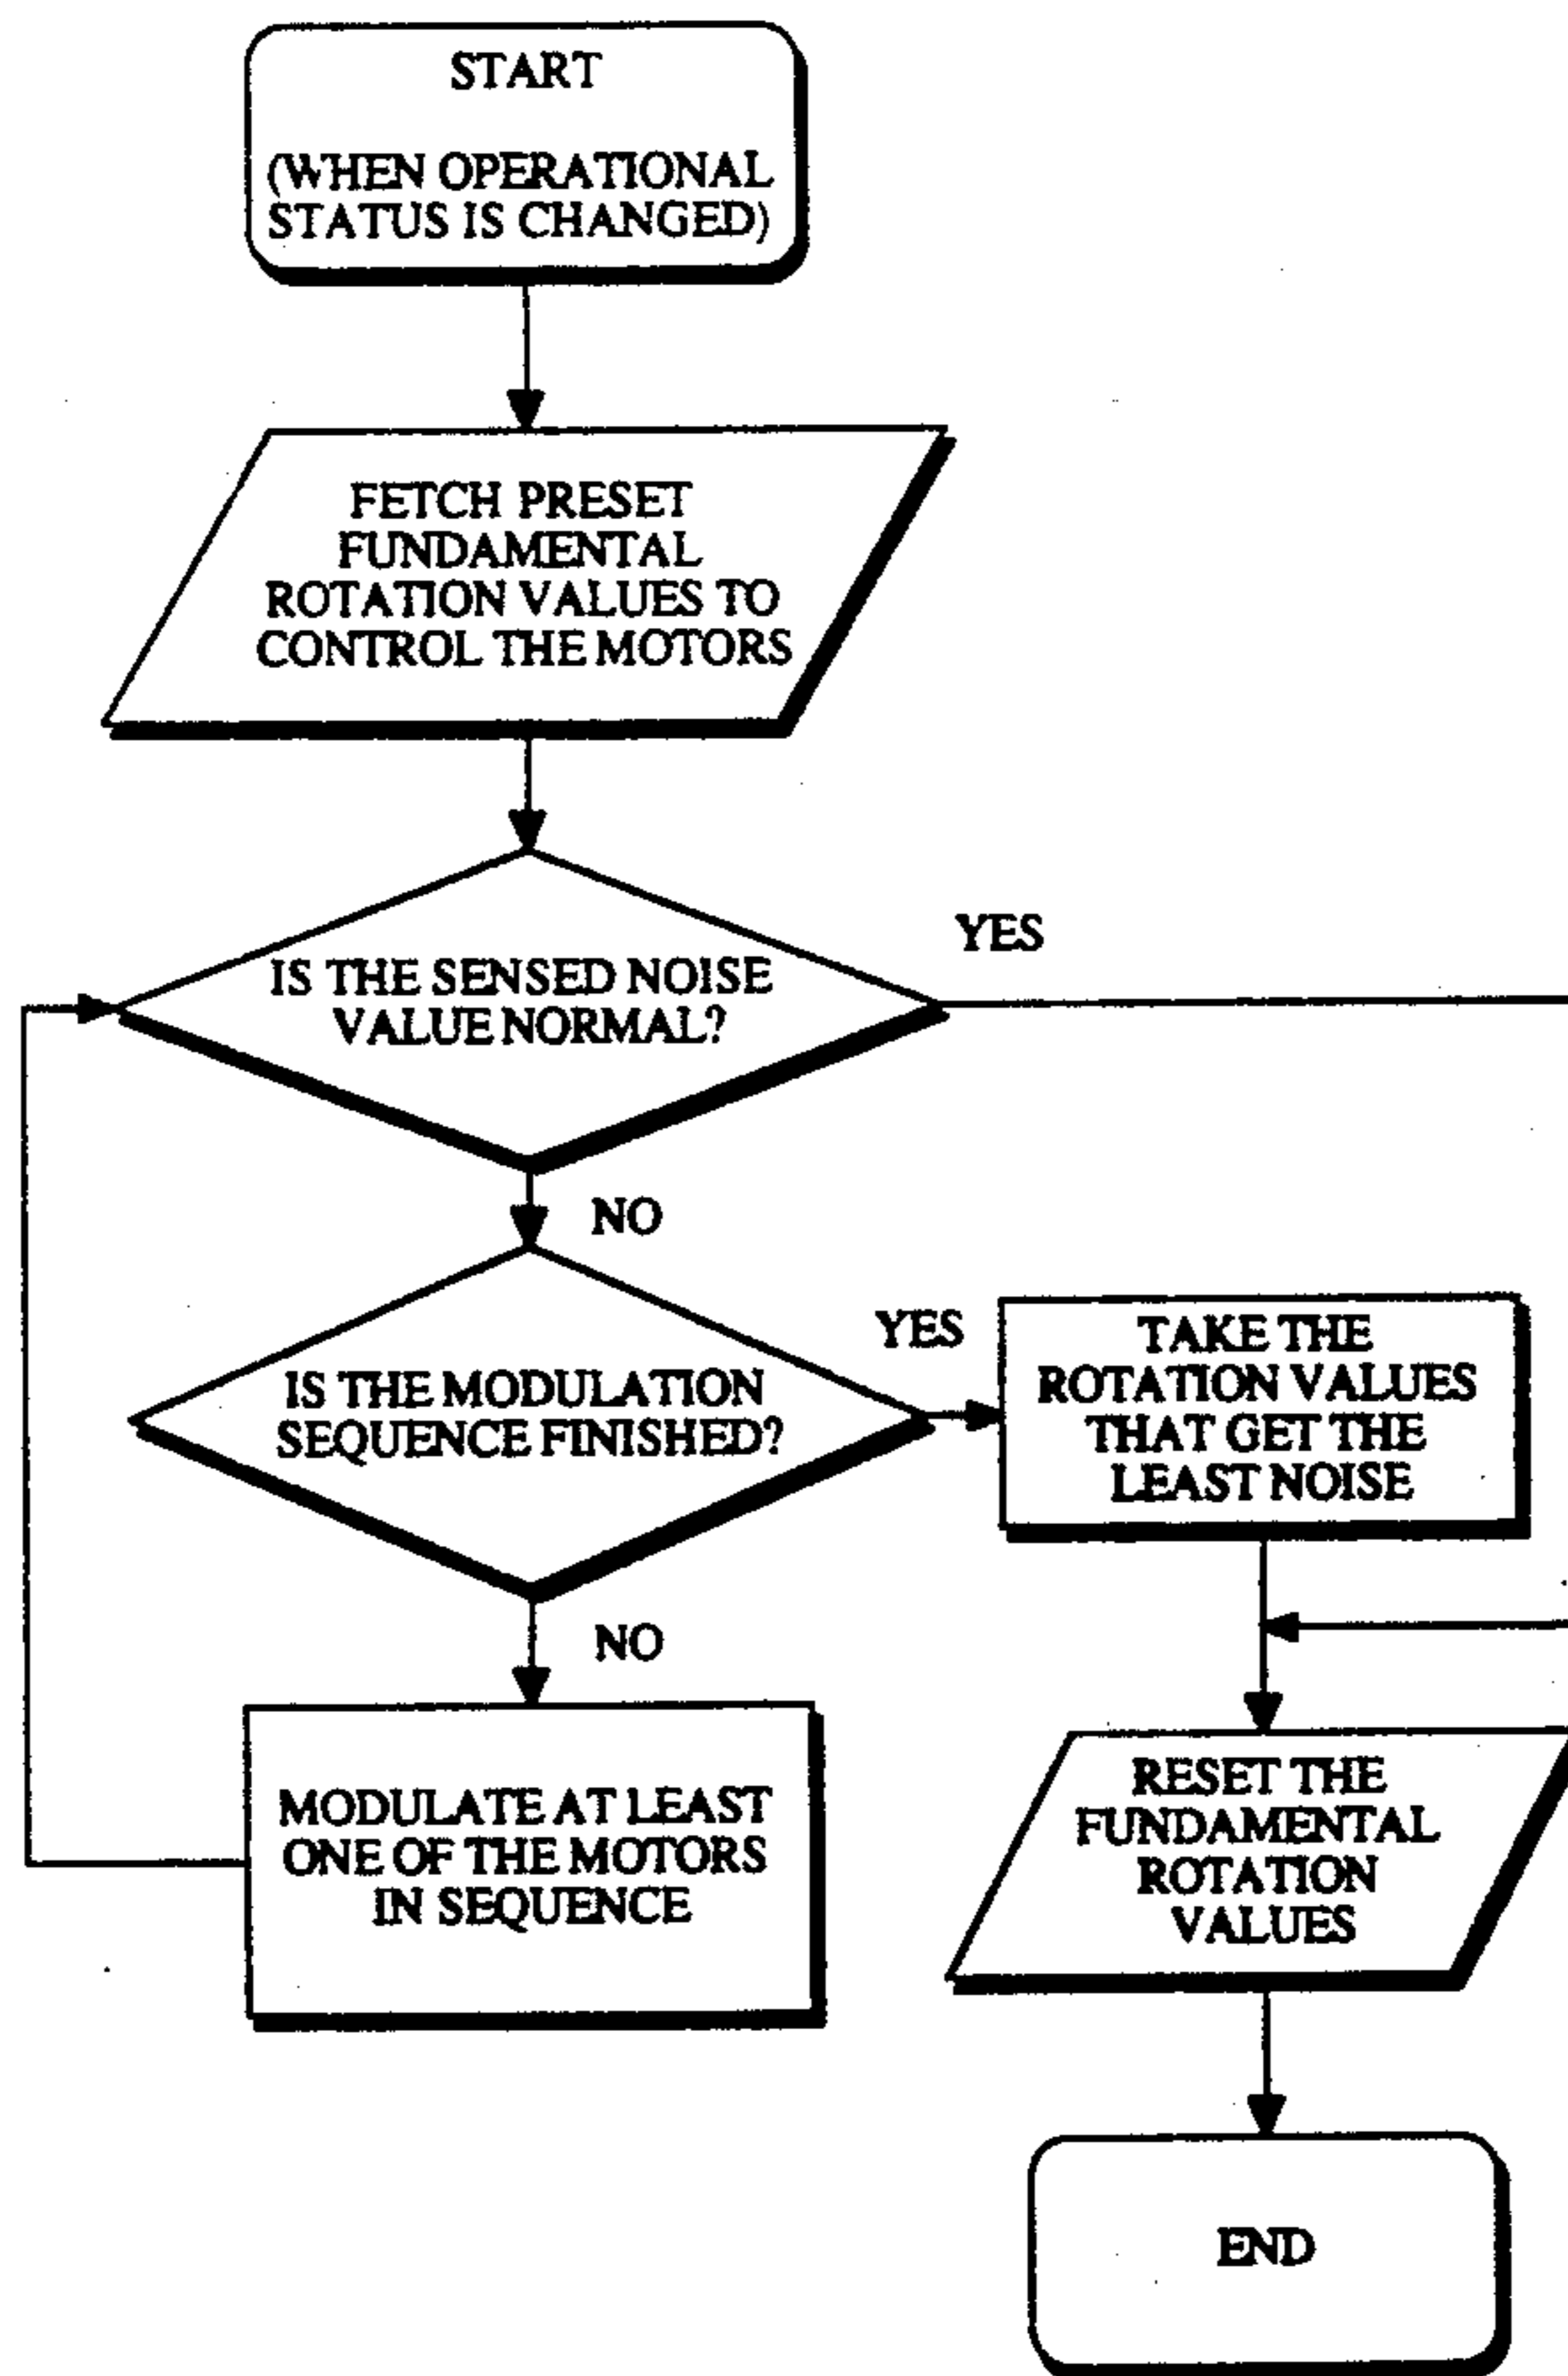 START
(WHEN OPERATIONAL
STATUS IS CHANGED)
FETCH PRESET
FUNDAMENTAL
ROTATION VALUES TO
CONTROL THE MOTORS
IS THE SENSED NOISE
VALUE NORMAL?
YES
NO
IS THE MODULATION
SEQUENCE FINISHED?
YES
TAKE THE
ROTATION VALUES
THAT GET THE
LEAST NOISE
NO
MODULATE AT LEAST
ONE OF THE MOTORS
IN SEQUENCE
RESET THE
FUNDAMENTAL
ROTATION
VALUES
END